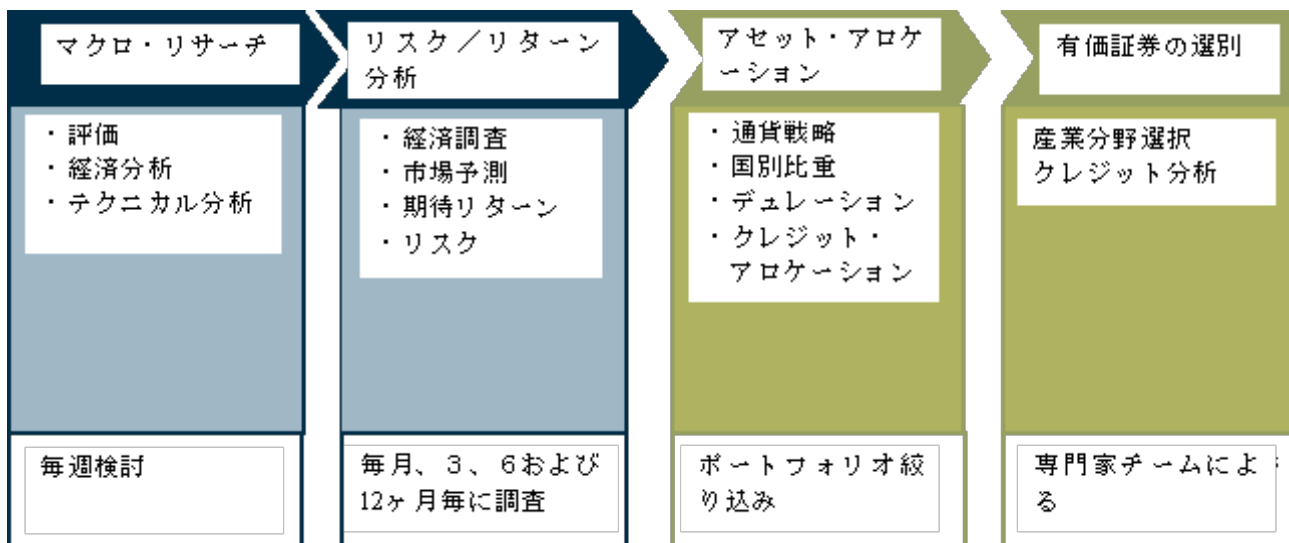 マクロ・リサーチ
リスク／リターン
分析
アセット・アロケ
ーション
有価証券の選別
・評価
・経済分析
・テクニカル分析
・経済調査
・市場予測
・期待リターン
・リスク
・通貨戦略
・国別比重
・デュレーション
・クレジット・
アロケーション
産業分野選択
クレジット分析
毎週検討
毎月、３、６および
12ヶ月毎に調査
ポートフォリオ絞
り込み
専門家チームによ
る